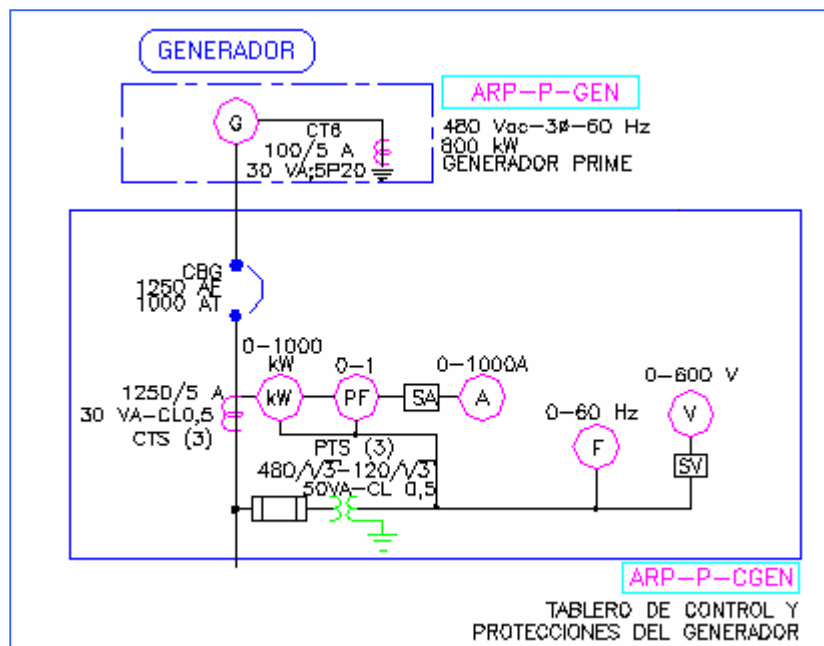 GENERADOR
ARP-P-GEN
G
CT6
100/5 A
30 VA;5P20
480 Vac-3ø-60 Hz
800 kW
GENERADOR PRIME
CBG
1250 AF
1000 AT
0-1000
kW
0-1
0-1000A
0-600 V
1250/5 A
30 VA-CL0,5
CTS (3)
kW
PF
SA
A
0-60 Hz
V
F
SV
PTS (3)
480/√3-120/√3
50VA-CL 0,5
ARP-P-CGEN
TABLERO DE CONTROL Y
PROTECCIONES DEL GENERADOR